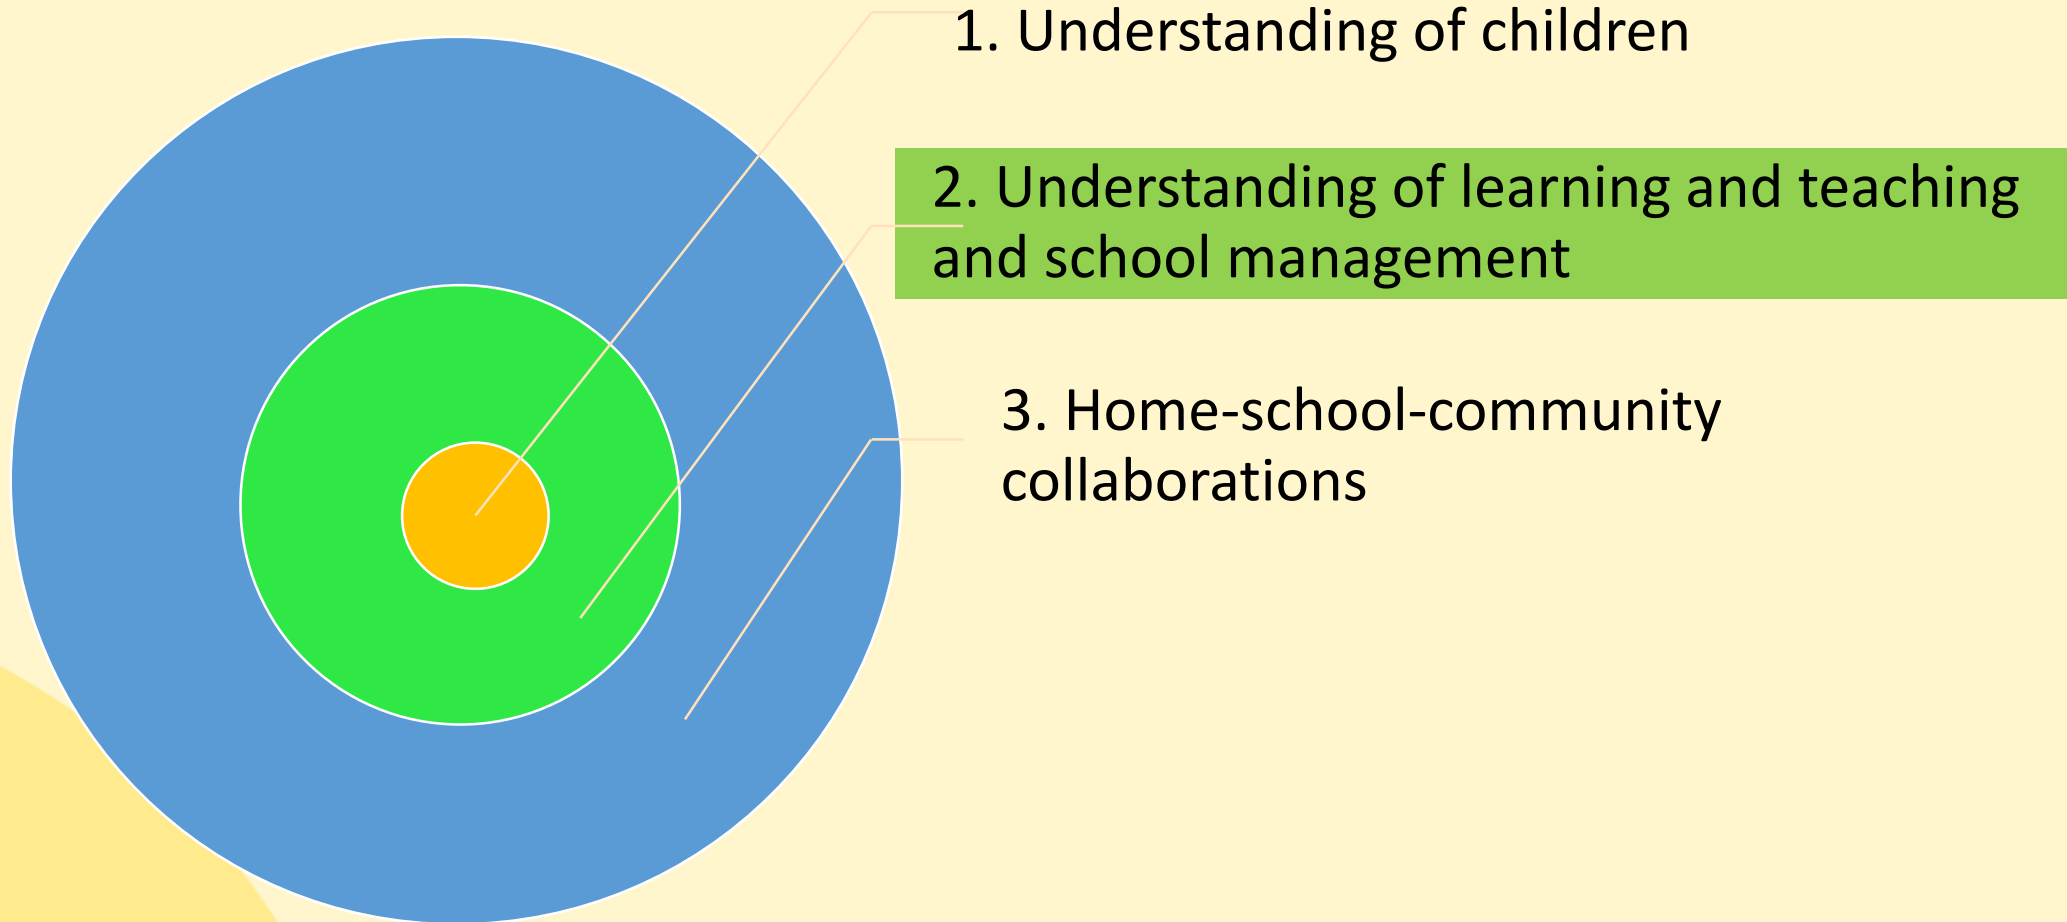 1. Understanding of children
2. Understanding of learning and teaching
and school management
3. Home-school-community
collaborations